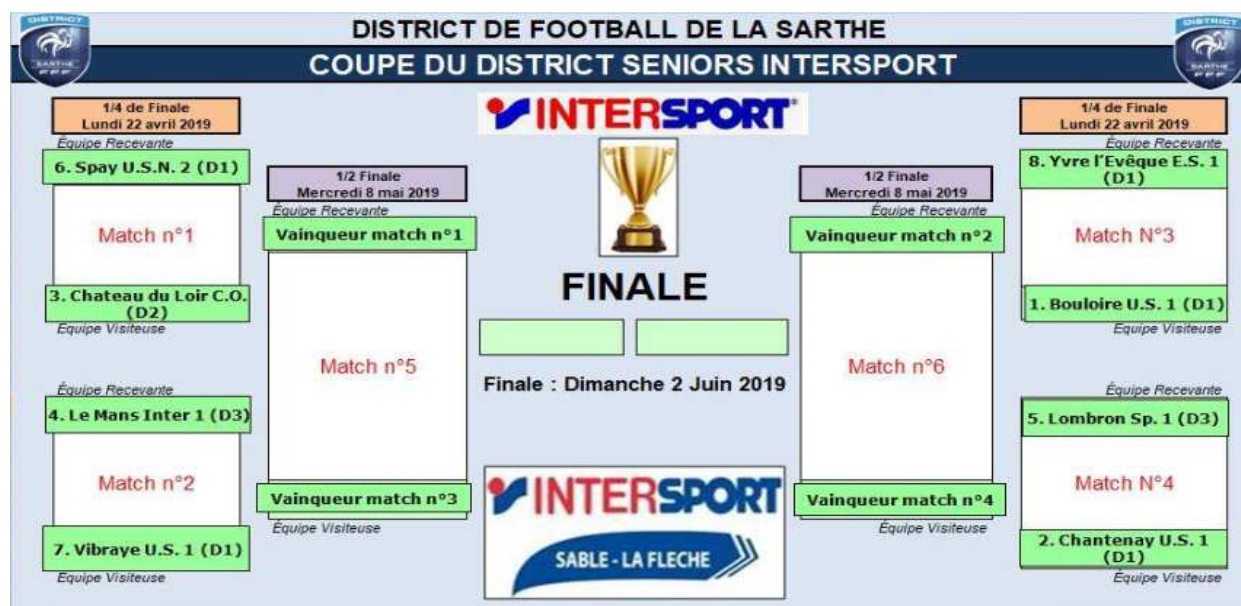 DISTRICT DE FOOTBALL DE LA SARTHE
COUPE DU DISTRICT SENIORS INTERSPORT
DISTRICT
SARTHE
FFF
DISTRICT
SARTHE
FFF
1/4 de Finale
Lundi 22 avril 2019
Équipe Recevante
6. Spay U.S.N. 2 (D1)
Match n°1
3. Chateau du Loir C.O.
(D2)
Équipe Visiteuse
Équipe Recevante
4. Le Mans Inter 1 (D3)
Match n°2
7. Vibraye U.S. 1 (D1)
Équipe Visiteuse
1/2 Finale
Mercredi 8 mai 2019
Équipe Recevante
Vainqueur match n°1
Match n°5
Vainqueur match n°3
Équipe Visiteuse
INTERSPORT
FINALE
Finale : Dimanche 2 Juin 2019
INTERSPORT
SABLE - LA FLECHE
1/2 Finale
Mercredi 8 mai 2019
Équipe Recevante
Vainqueur match n°2
Match n°6
Vainqueur match n°4
Équipe Visiteuse
1/4 de Finale
Lundi 22 avril 2019
Équipe Recevante
8. Yvre l'Evêque E.S. 1
(D1)
Match N°3
1. Bouloire U.S. 1 (D1)
Équipe Visiteuse
Équipe Recevante
5. Lombron Sp. 1 (D3)
Match N°4
2. Chantenay U.S. 1
(D1)
Équipe Visiteuse